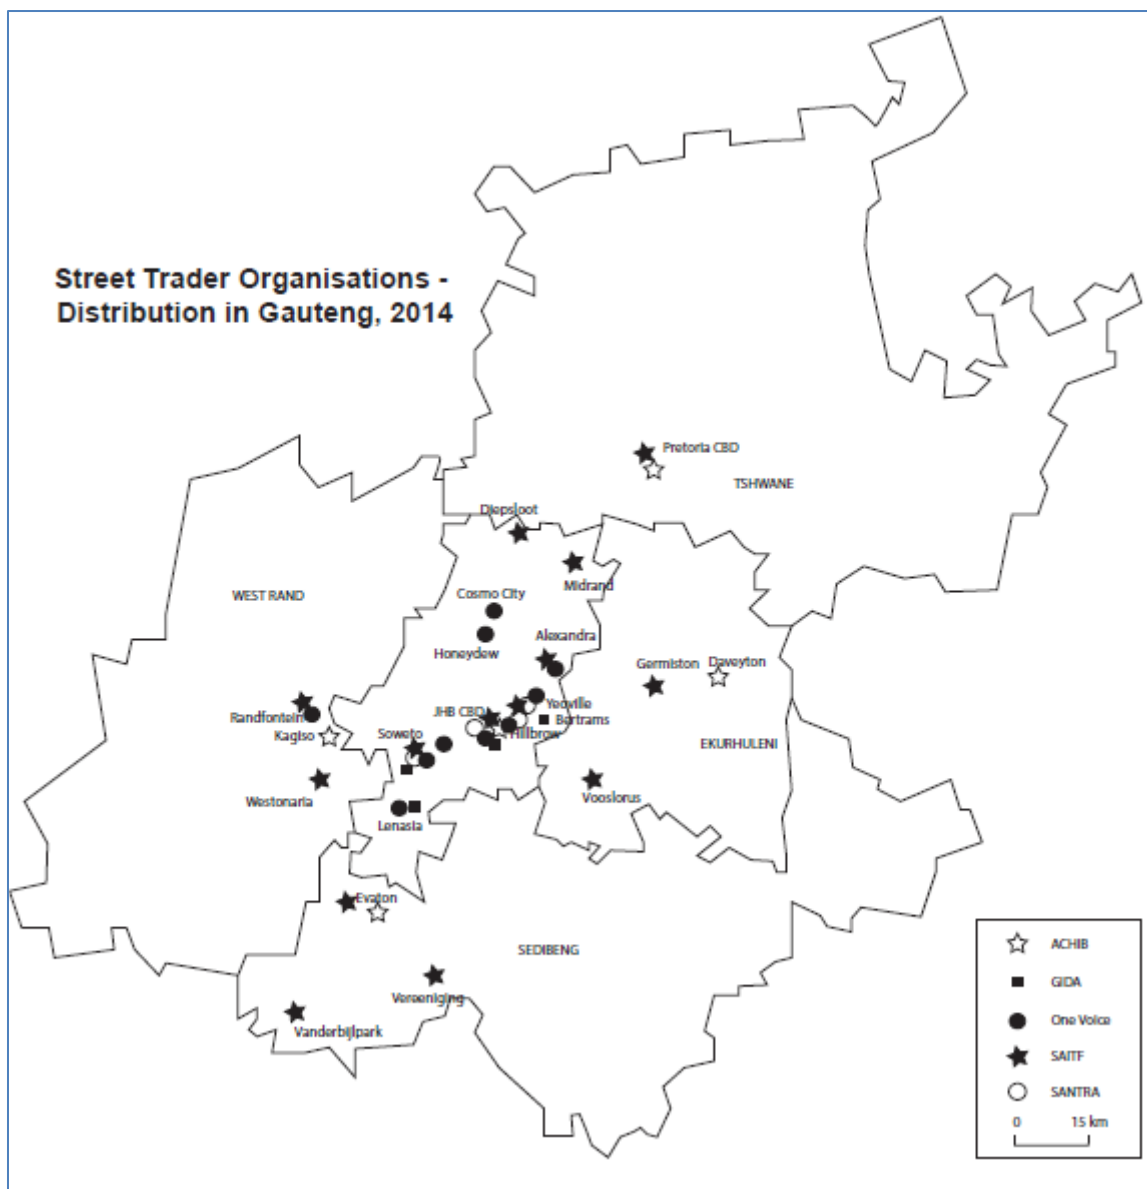 Street Trader Organisations -
Distribution in Gauteng, 2014
Pretoria CBD
TSHWANE
Diepsloot
Midrand
WEST RAND
Cosmo City
Alexandra
Honeydew
Germiston
Daveyton
Yeoville
JHB CBD
Bertrams
Randfontein
Hillbrow
Kagiso
Soweto
EKURHULENI
Westonaria
Vooslorus
Lenasia
Evaton
SEDIBENG
Vereeniging
Vanderbijlpark
ACHIB
GIDA
One Voice
SAITF
SANTRA
0 15 km